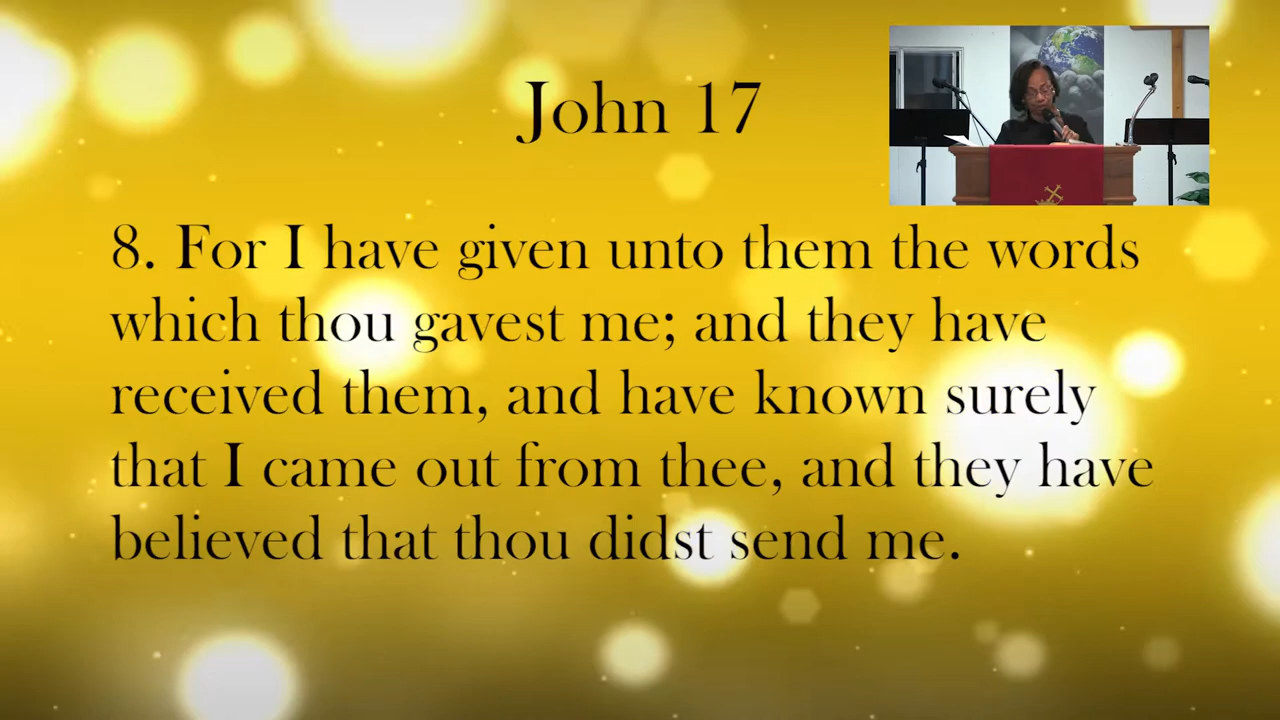 John 17
8. For I have given unto them the words
which thou gavest me; and they have
received them, and have known surely
that I came out from thee, and they have
believed that thou didst send me.